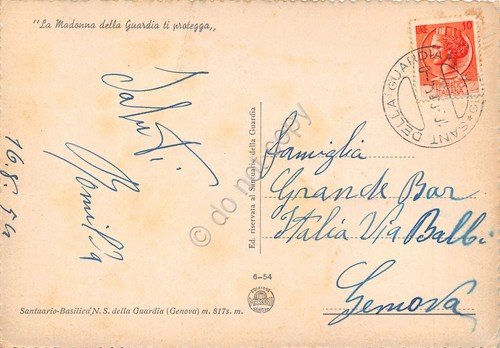 "La Madonna della Guardia ti protegga,,
Saluti
Romilda
16 8. 54
Santuario-Basilica N. S. della Guardia (Genova) m. 817 s. m.
Ed. riservata al Santuario della Guardia
6-54
LIRE 10
SANT DELLA GUARDIA
Famiglia
Grande Bar
Italia Via Balbi
Genova
do not copy